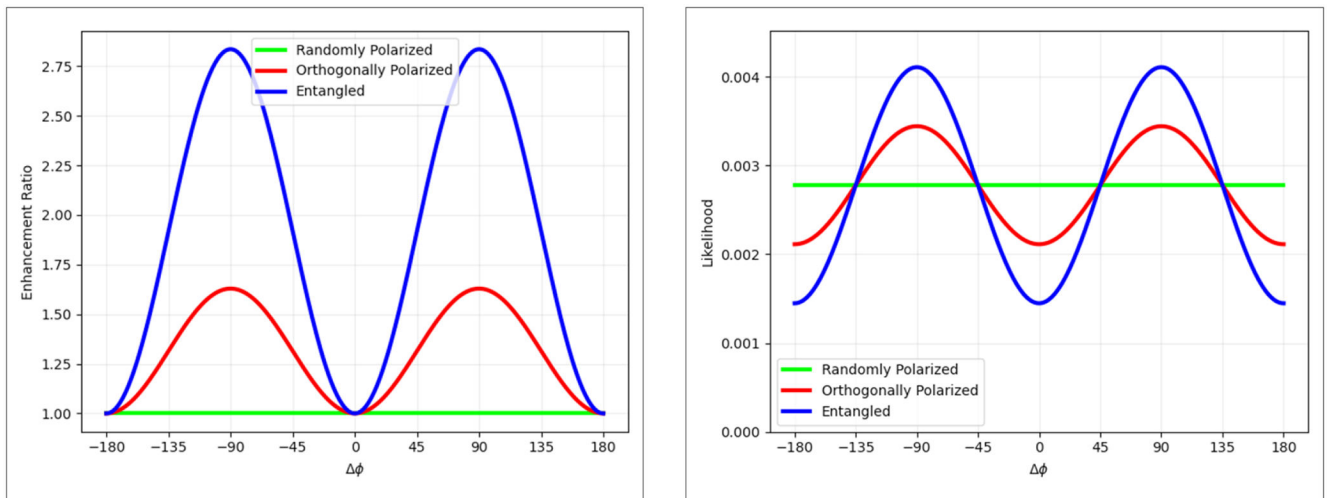 Randomly Polarized
Orthogonally Polarized
Entangled
2.75
2.50
2.25
2.00
1.75
1.50
1.25
1.00
Enhancement Ratio
−180 −135 −90 −45 0 45 90 135 180
Δϕ
0.004
0.003
0.002
0.001
0.000
Likelihood
Randomly Polarized
Orthogonally Polarized
Entangled
−180 −135 −90 −45 0 45 90 135 180
Δϕ